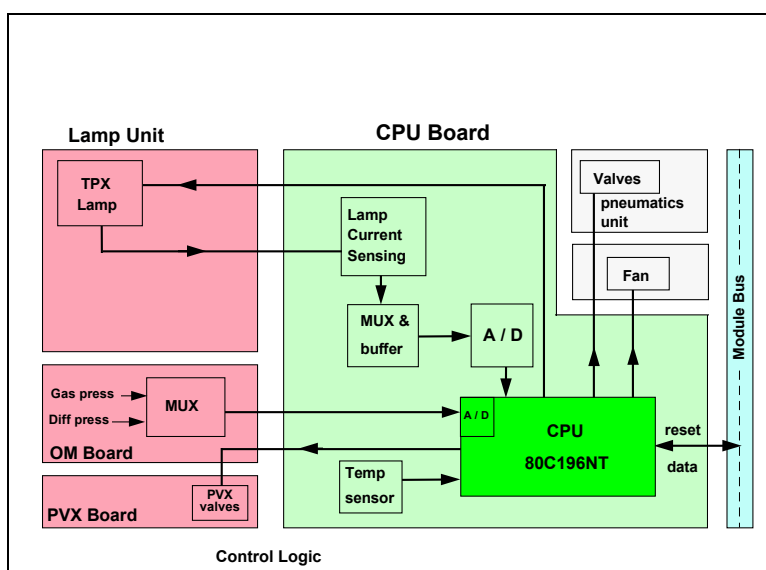 Lamp Unit
CPU Board
TPX
Lamp
Lamp
Current
Sensing
Valves
pneumatics
unit
Fan
MUX &
buffer
A / D
Module Bus
Gas press
Diff press
MUX
OM Board
A / D
CPU
80C196NT
reset
data
PVX
valves
PVX Board
Temp
sensor
Control Logic